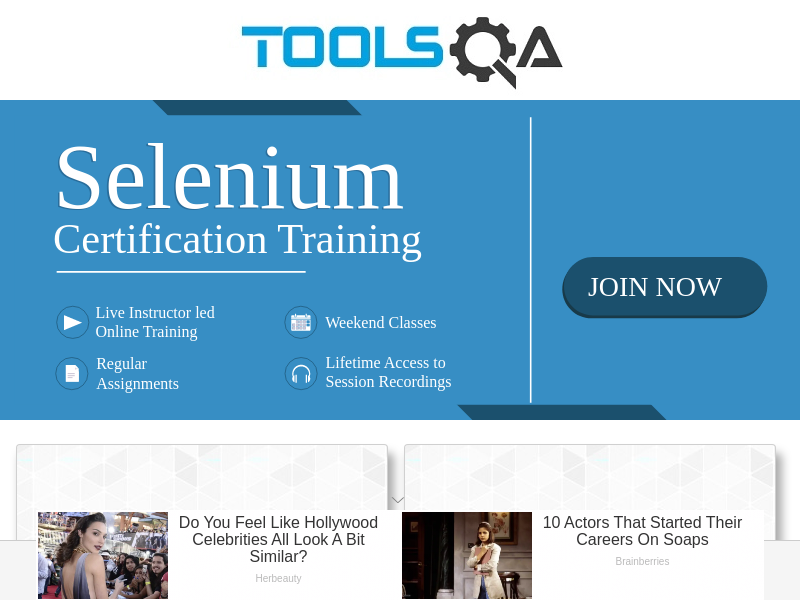 TOOLSQA
Selenium
Certification Training
JOIN NOW
Live Instructor led
Online Training
Weekend Classes
Regular
Assignments
Lifetime Access to
Session Recordings
Do You Feel Like Hollywood
Celebrities All Look A Bit
Similar?
Herbeauty
10 Actors That Started Their
Careers On Soaps
Brainberries